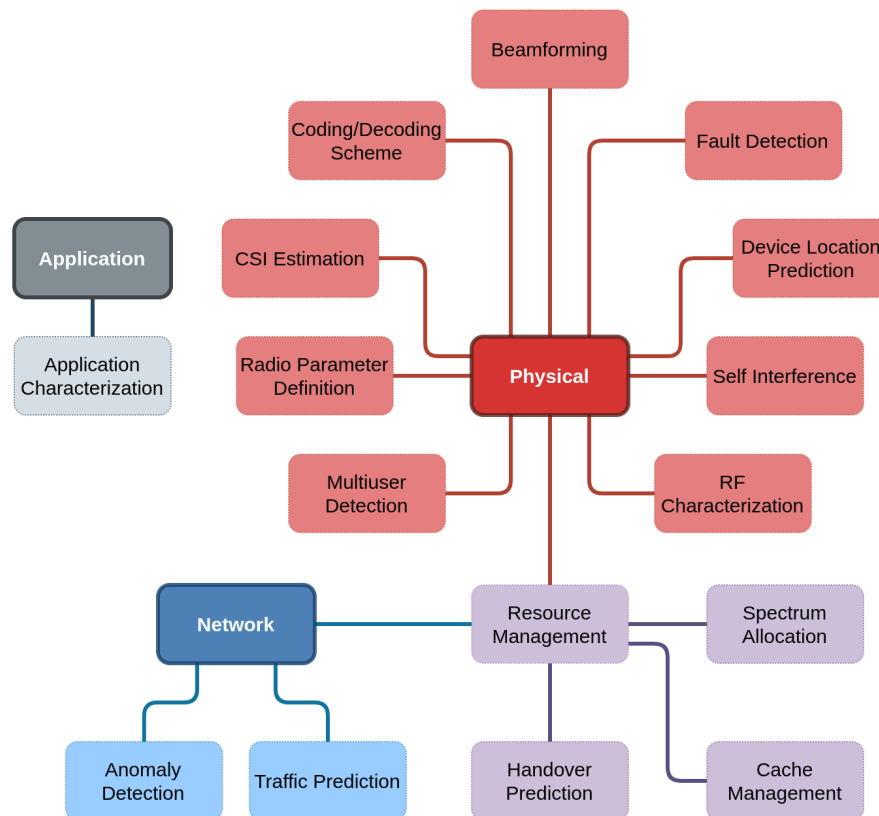 Beamforming
Coding/Decoding
Scheme
Fault Detection
Application
CSI Estimation
Device Location
Prediction
Application
Characterization
Radio Parameter
Definition
Physical
Self Interference
Multiuser
Detection
RF
Characterization
Network
Resource
Management
Spectrum
Allocation
Anomaly
Detection
Traffic Prediction
Handover
Prediction
Cache
Management